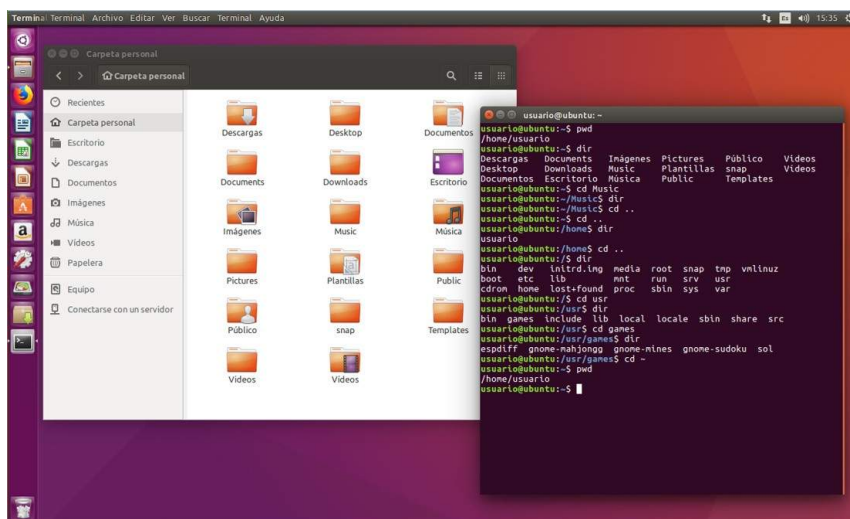 Terminal Terminal Archivo Editar Ver Buscar Terminal Ayuda
Es
15:35
Carpeta personal
Carpeta personal
Recientes
Carpeta personal
Escritorio
Descargas
Documentos
Imágenes
Música
Vídeos
Papelera
Equipo
Conectarse con un servidor
Descargas Desktop Documentos
Documents Downloads Escritorio
Imágenes Music Música
Pictures Plantillas Public
Público snap Templates
Videos Vídeos
usuario@ubuntu: ~
usuario@ubuntu:~$ pwd
/home/usuario
usuario@ubuntu:~$ dir
Descargas Documents Imágenes Pictures Público Videos
Desktop Downloads Music Plantillas snap Vídeos
Documentos Escritorio Música Public Templates
usuario@ubuntu:~$ cd Music
usuario@ubuntu:~/Music$ dir
usuario@ubuntu:~/Music$ cd ..
usuario@ubuntu:~$ cd ..
usuario@ubuntu:/home$ dir
usuario
usuario@ubuntu:/home$ cd ..
usuario@ubuntu:/$ dir
bin dev initrd.img media root snap tmp vmlinuz
boot etc lib mnt run srv usr
cdrom home lost+found proc sbin sys var
usuario@ubuntu:/$ cd usr
usuario@ubuntu:/usr$ dir
bin games include lib local locale sbin share src
usuario@ubuntu:/usr$ cd games
usuario@ubuntu:/usr/games$ dir
espdiff gnome-mahjongg gnome-mines gnome-sudoku sol
usuario@ubuntu:/usr/games$ cd ~
usuario@ubuntu:~$ pwd
/home/usuario
usuario@ubuntu:~$